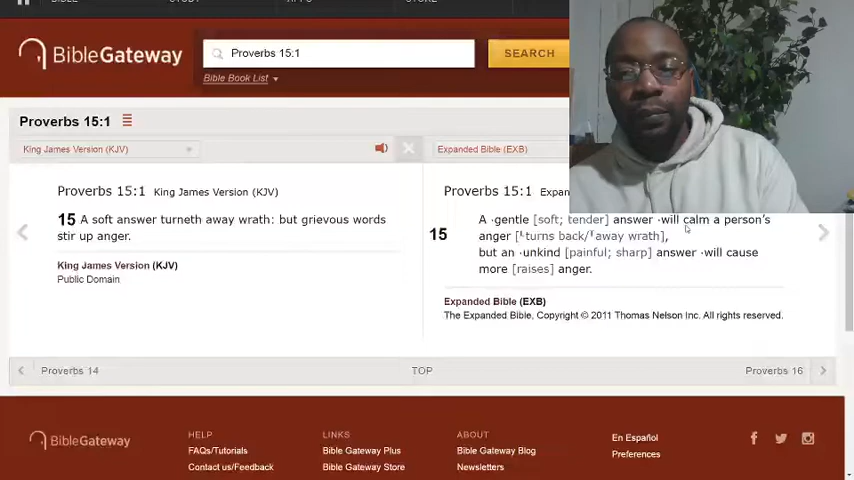 BIBLE STUDY APPS STORE
BibleGateway
Proverbs 15:1
SEARCH
Bible Book List
Proverbs 15:1
King James Version (KJV)
Expanded Bible (EXB)
Proverbs 15:1 King James Version (KJV)
15 A soft answer turneth away wrath: but grievous words
stir up anger.
King James Version (KJV)
Public Domain
Proverbs 15:1 Expan
15
A ·gentle [soft; tender] answer ·will calm a person's
anger [ᴸturns back/ᵀaway wrath],
but an ·unkind [painful; sharp] answer ·will cause
more [raises] anger.
Expanded Bible (EXB)
The Expanded Bible, Copyright © 2011 Thomas Nelson Inc. All rights reserved.
Proverbs 14
TOP
Proverbs 16
BibleGateway
HELP
FAQs/Tutorials
Contact us/Feedback
LINKS
Bible Gateway Plus
Bible Gateway Store
ABOUT
Bible Gateway Blog
Newsletters
En Español
Preferences